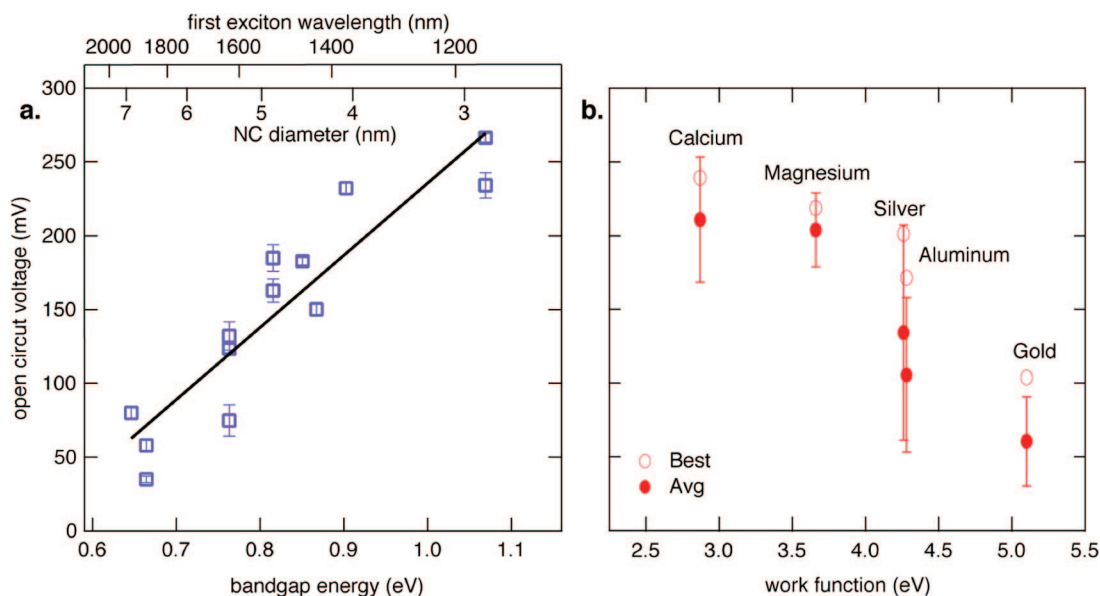 first exciton wavelength (nm)
2000 1800 1600 1400 1200
a.
7 6 5 4 3
NC diameter (nm)
300
250
200
150
100
50
0
open circut voltage (mV)
0.6 0.7 0.8 0.9 1.0 1.1
bandgap energy (eV)
b.
Calcium
Magnesium
Silver
Aluminum
Gold
Best
Avg
2.5 3.0 3.5 4.0 4.5 5.0 5.5
work function (eV)